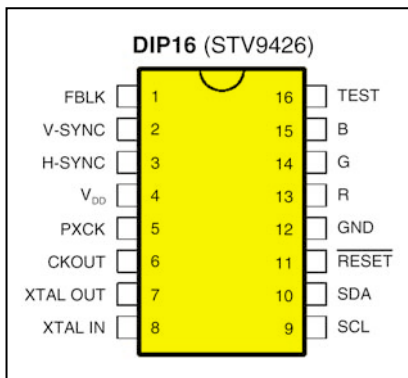 DIP16 (STV9426)
FBLK 1 16 TEST
V-SYNC 2 15 B
H-SYNC 3 14 G
VDD 4 13 R
PXCK 5 12 GND
CKOUT 6 11 RESET
XTAL OUT 7 10 SDA
XTAL IN 8 9 SCL